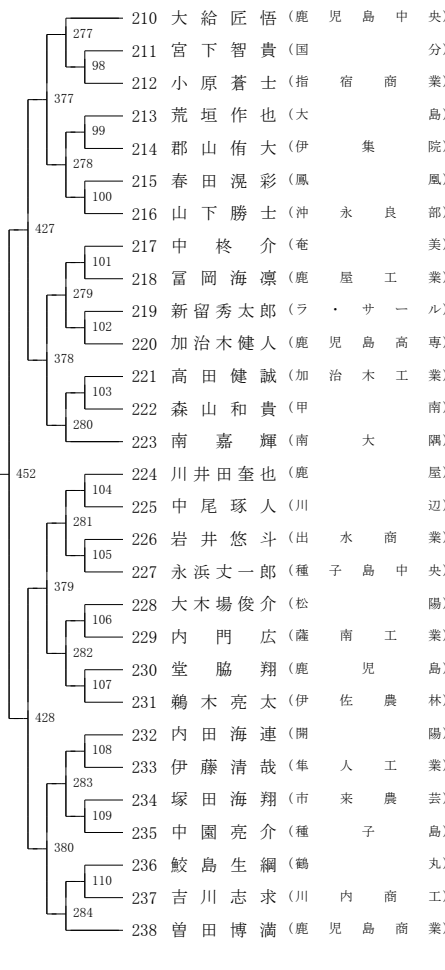 210 大給匠悟 (鹿児島中央)
277
211 宮下智貴 (国分)
98
212 小原蒼士 (指宿商業)
377
213 荒垣作也 (大島)
99
214 郡山侑大 (伊集院)
278
215 春田滉彩 (鳳凰)
100
216 山下勝士 (沖永良部)
427
217 中柊介 (奄美)
101
218 冨岡海凛 (鹿屋工業)
279
219 新留秀太郎 (ラ・サール)
102
220 加治木健人 (鹿児島高専)
378
221 高田健誠 (加治木工業)
103
222 森山和貴 (甲南)
280
223 南嘉輝 (南大隅)
452
224 川井田奎也 (鹿屋)
104
225 中尾琢人 (川辺)
281
226 岩井悠斗 (出水商業)
105
227 永浜丈一郎 (種子島中央)
379
228 大木場俊介 (松陽)
106
229 内門広 (薩南工業)
282
230 堂脇翔 (鹿児島)
107
231 鵜木亮太 (伊佐農林)
428
232 内田海連 (開陽)
108
233 伊藤清哉 (隼人工業)
283
234 塚田海翔 (市来農芸)
109
235 中園亮介 (種子島)
380
236 鮫島生綱 (鶴丸)
110
237 吉川志求 (川内商工)
284
238 曽田博満 (鹿児島商業)